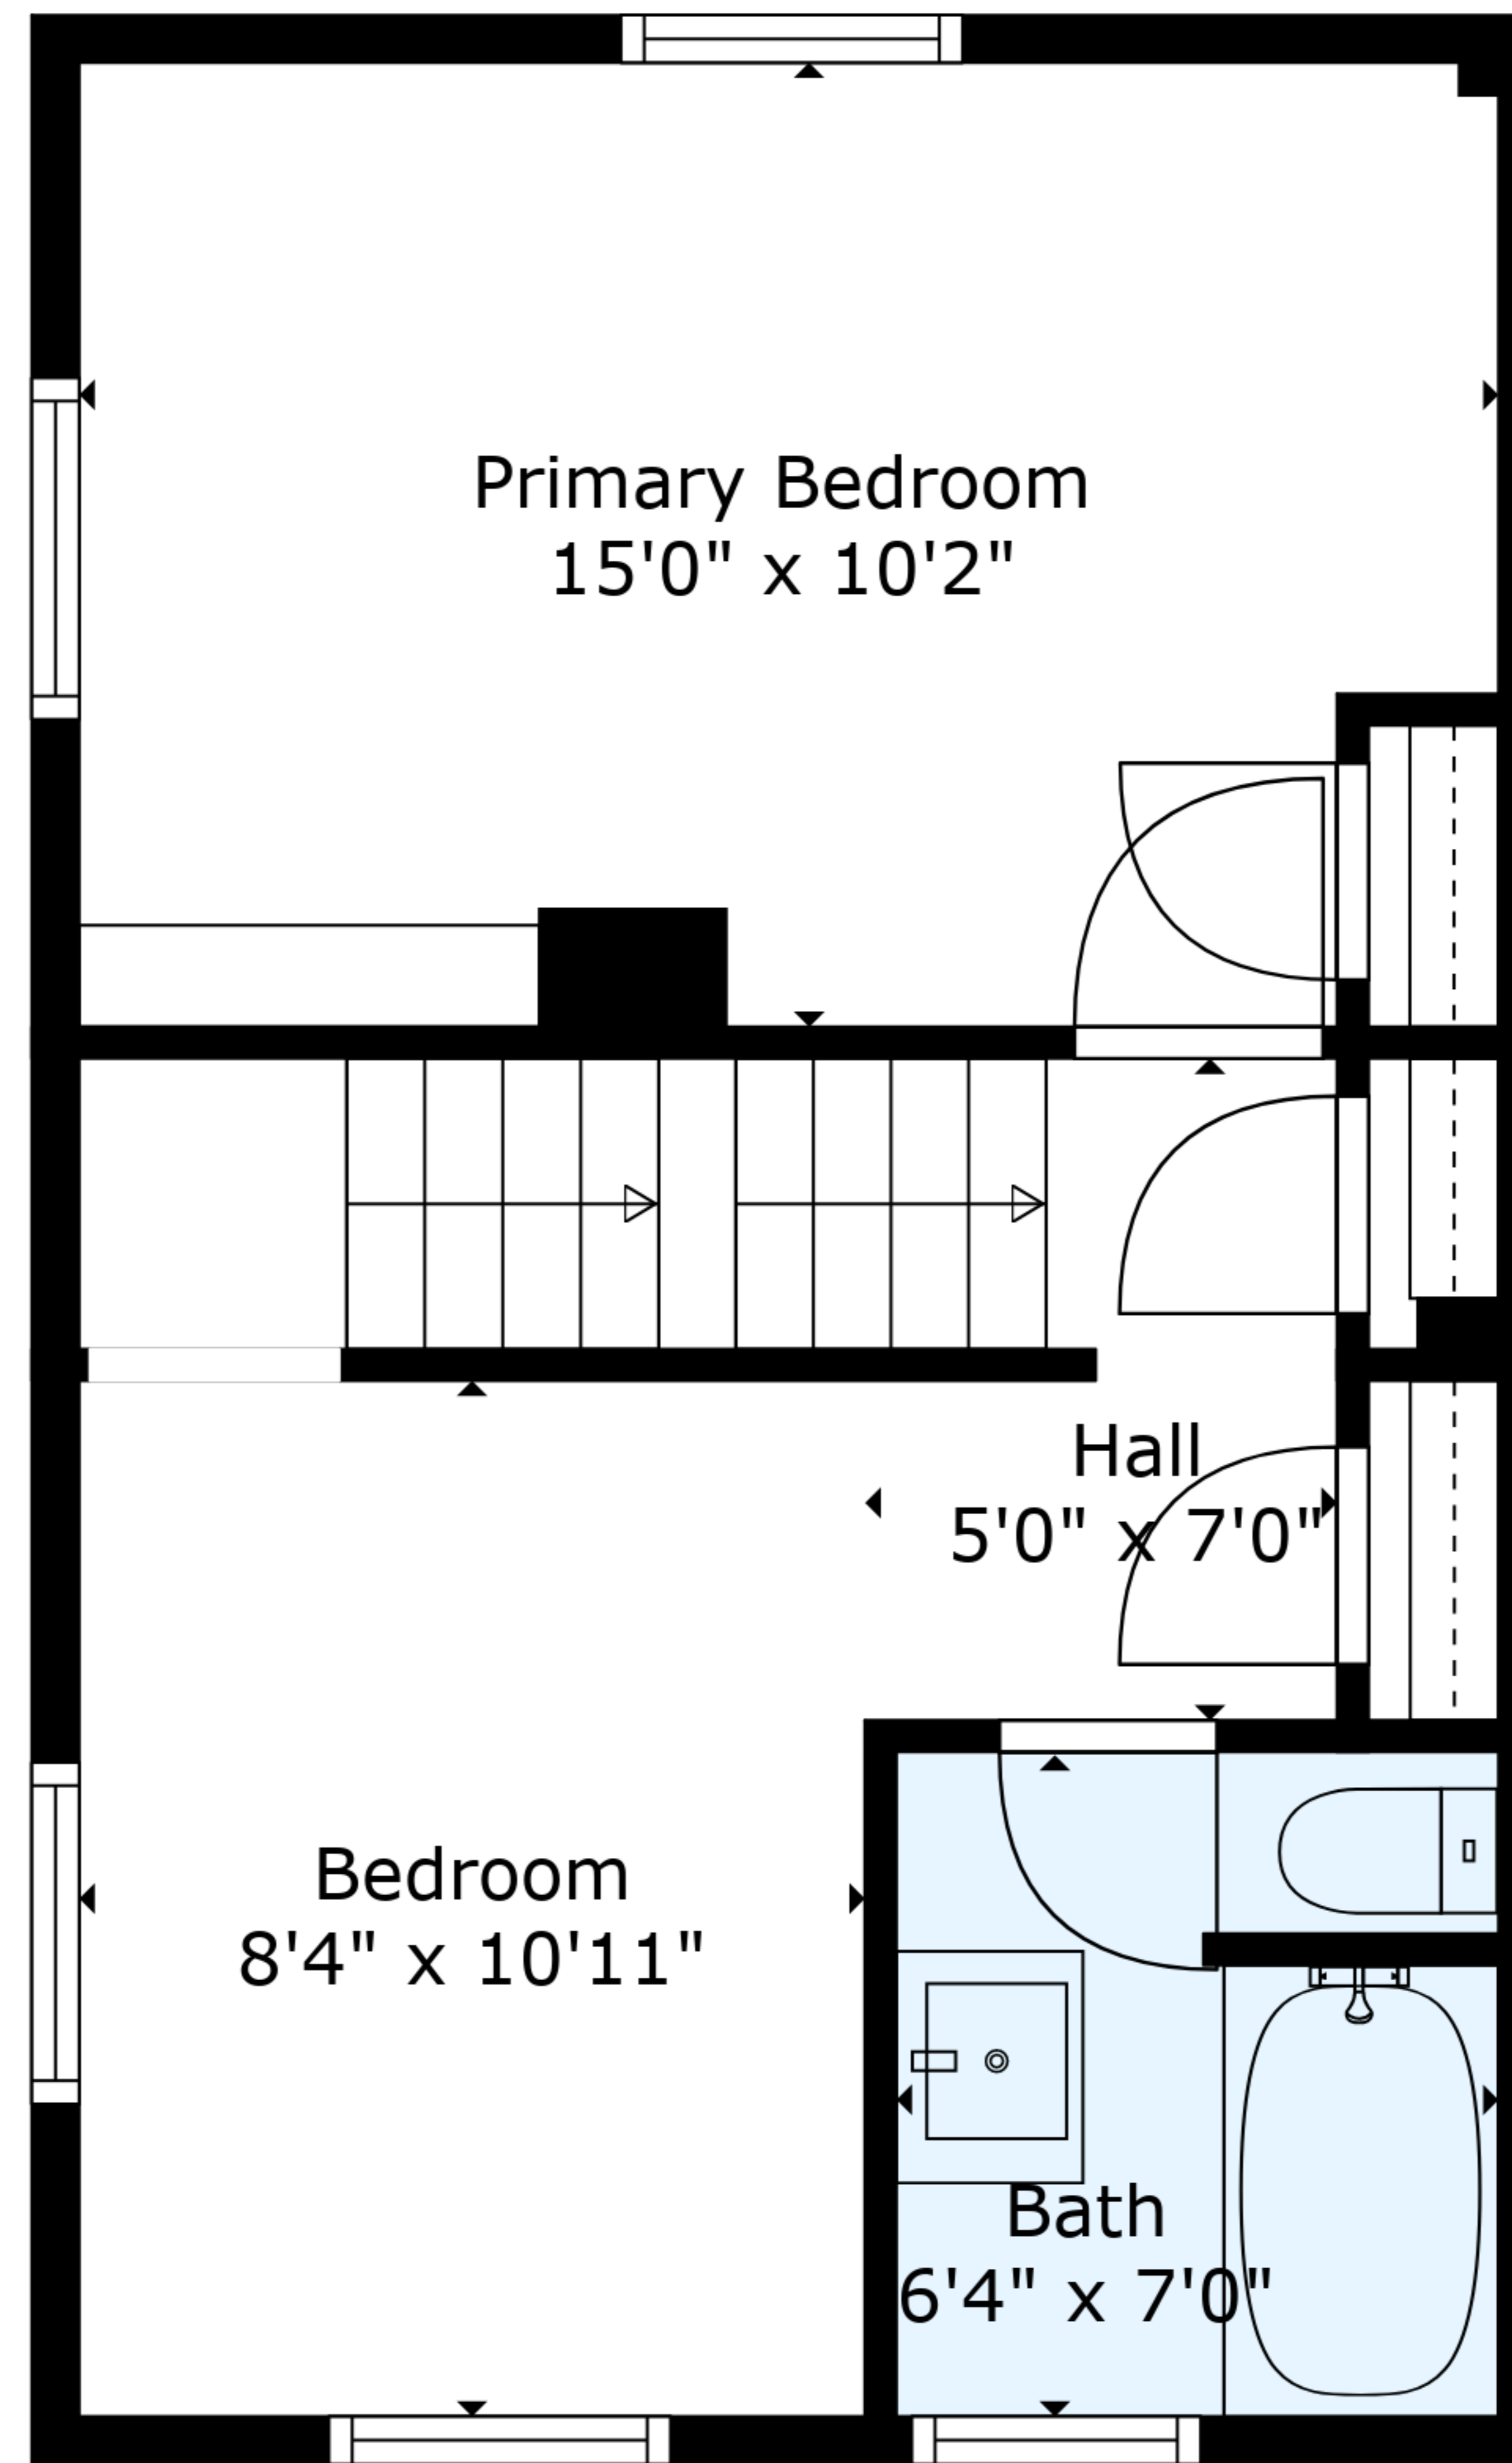 Primary Bedroom
15'0" x 10'2"
Hall
5'0" x 7'0"
Bedroom
8'4" x 10'11"
Bath
6'4" x 7'0"